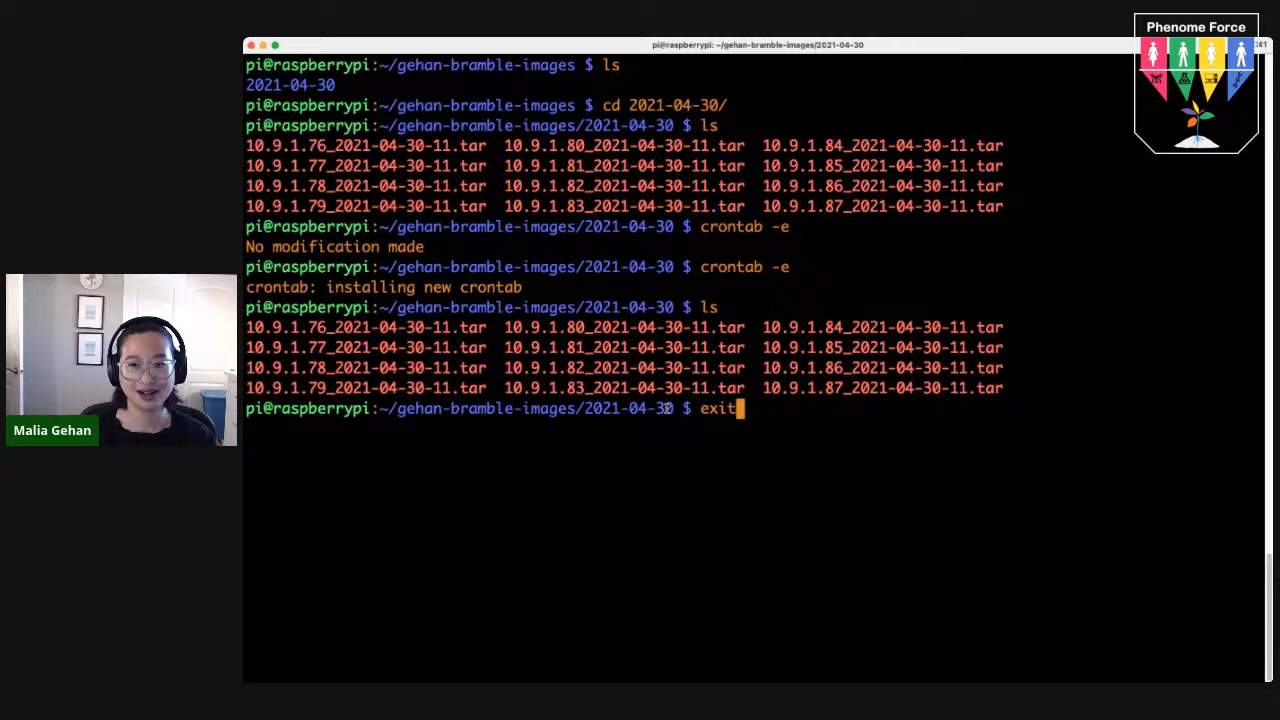 Phenome Force
pi@raspberrypi: ~/gehan-bramble-images/2021-04-30
pi@raspberrypi:~/gehan-bramble-images $ ls
2021-04-30
pi@raspberrypi:~/gehan-bramble-images $ cd 2021-04-30/
pi@raspberrypi:~/gehan-bramble-images/2021-04-30 $ ls
10.9.1.76_2021-04-30-11.tar 10.9.1.80_2021-04-30-11.tar 10.9.1.84_2021-04-30-11.tar
10.9.1.77_2021-04-30-11.tar 10.9.1.81_2021-04-30-11.tar 10.9.1.85_2021-04-30-11.tar
10.9.1.78_2021-04-30-11.tar 10.9.1.82_2021-04-30-11.tar 10.9.1.86_2021-04-30-11.tar
10.9.1.79_2021-04-30-11.tar 10.9.1.83_2021-04-30-11.tar 10.9.1.87_2021-04-30-11.tar
pi@raspberrypi:~/gehan-bramble-images/2021-04-30 $ crontab -e
No modification made
pi@raspberrypi:~/gehan-bramble-images/2021-04-30 $ crontab -e
crontab: installing new crontab
pi@raspberrypi:~/gehan-bramble-images/2021-04-30 $ ls
10.9.1.76_2021-04-30-11.tar 10.9.1.80_2021-04-30-11.tar 10.9.1.84_2021-04-30-11.tar
10.9.1.77_2021-04-30-11.tar 10.9.1.81_2021-04-30-11.tar 10.9.1.85_2021-04-30-11.tar
10.9.1.78_2021-04-30-11.tar 10.9.1.82_2021-04-30-11.tar 10.9.1.86_2021-04-30-11.tar
10.9.1.79_2021-04-30-11.tar 10.9.1.83_2021-04-30-11.tar 10.9.1.87_2021-04-30-11.tar
pi@raspberrypi:~/gehan-bramble-images/2021-04-30 $ exit
Malia Gehan